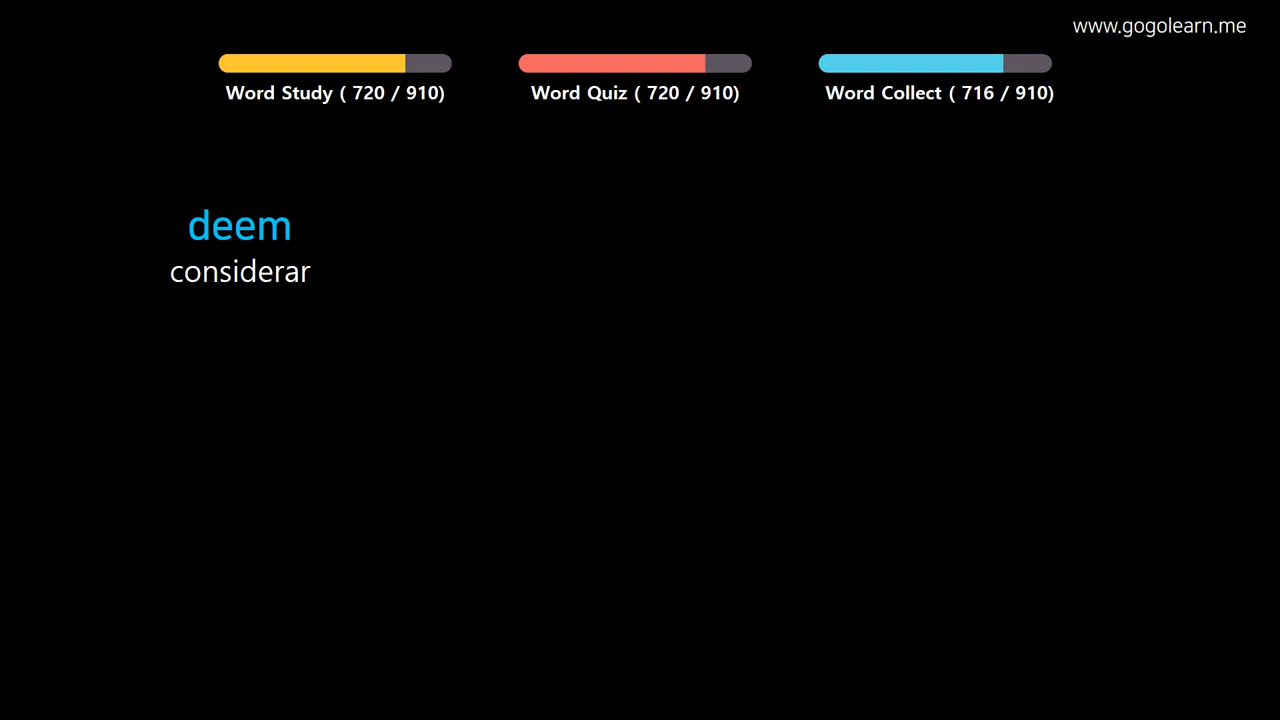 www.gogolearn.me
Word Study ( 720 / 910)
Word Quiz ( 720 / 910)
Word Collect ( 716 / 910)
deem
considerar